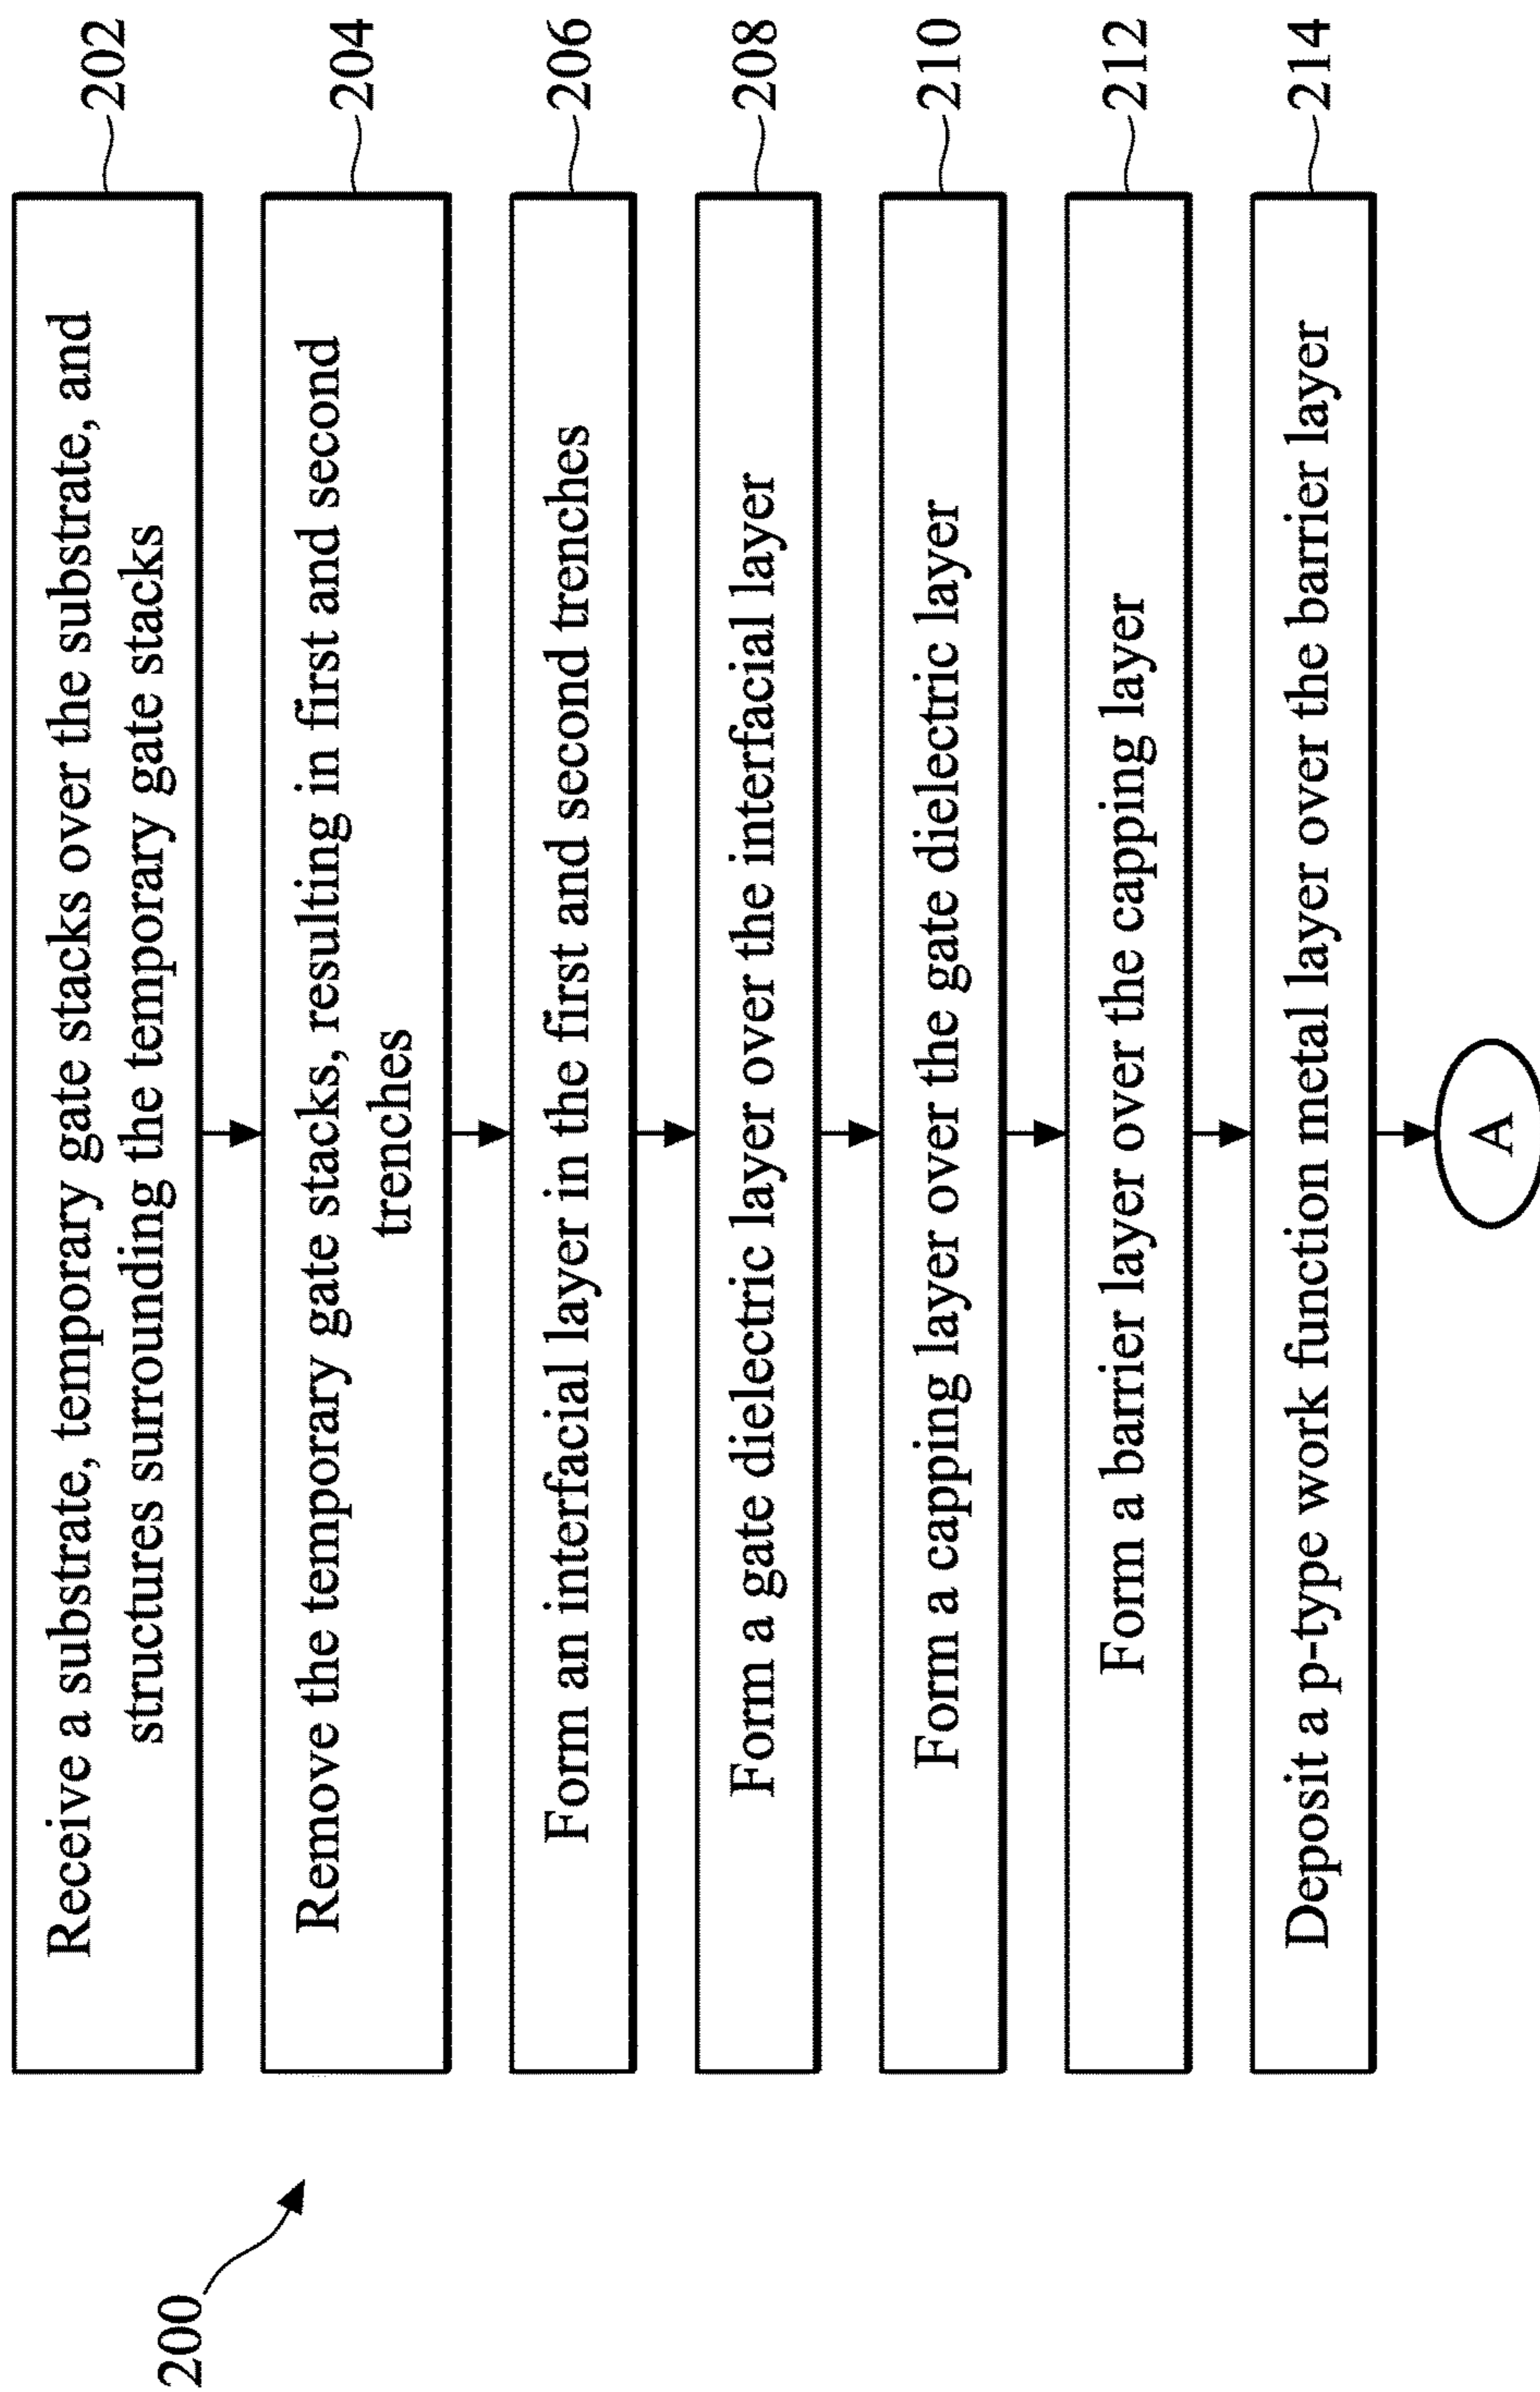 200
Receive a substrate, temporary gate stacks over the substrate, and
structures surrounding the temporary gate stacks
202
Remove the temporary gate stacks, resulting in first and second
trenches
204
Form an interfacial layer in the first and second trenches
206
Form a gate dielectric layer over the interfacial layer
208
Form a capping layer over the gate dielectric layer
210
Form a barrier layer over the capping layer
212
Deposit a p-type work function metal layer over the barrier layer
214
A